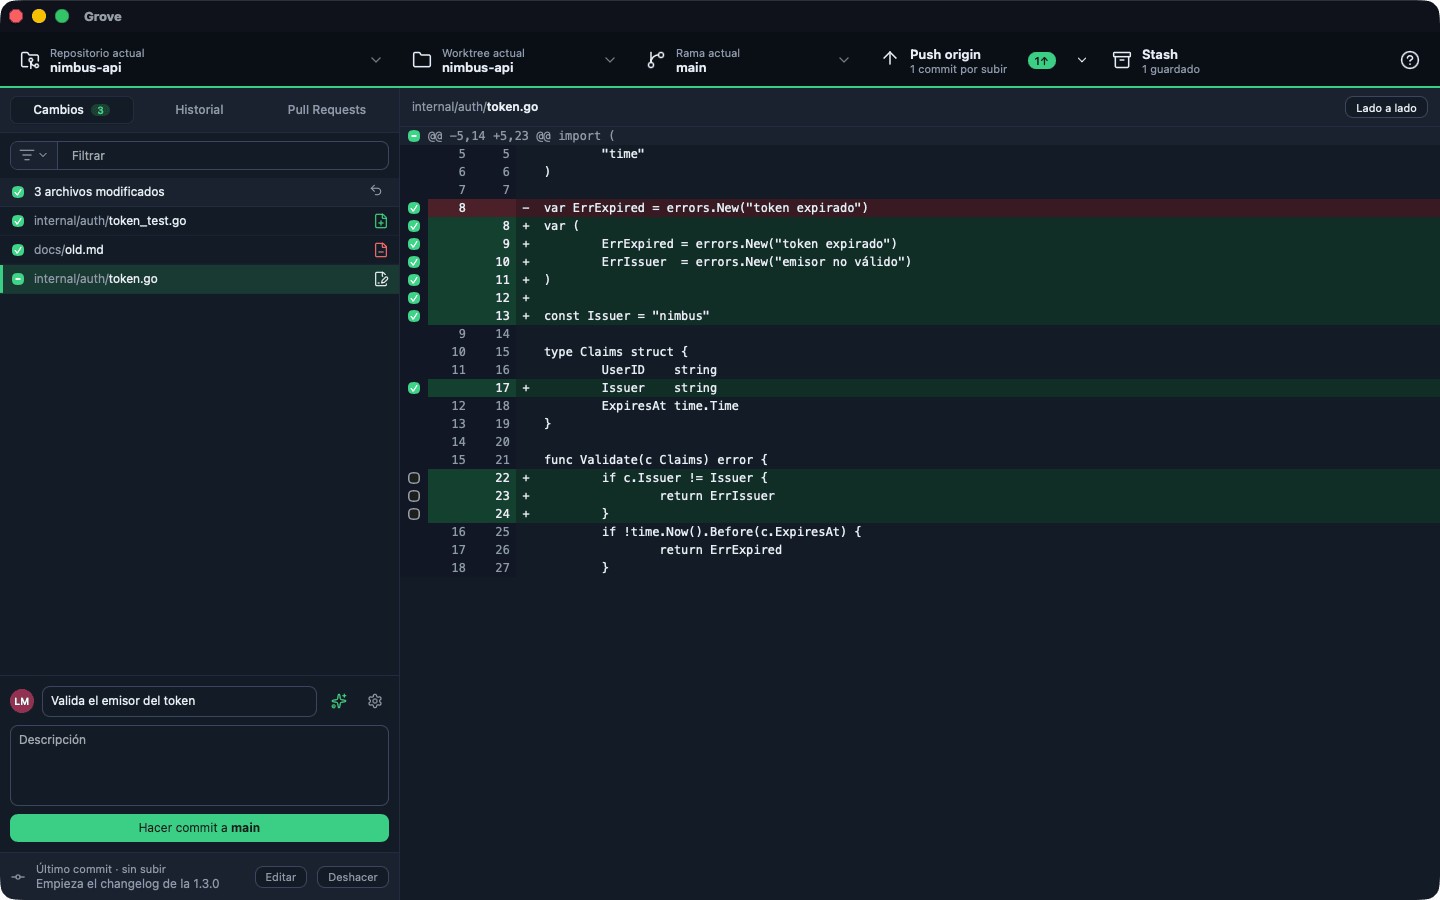 Grove
Repositorio actual
nimbus-api
Worktree actual
nimbus-api
Rama actual
main
Push origin
1 commit por subir
1↑
Stash
1 guardado
Cambios 3
Historial
Pull Requests
Filtrar
3 archivos modificados
internal/auth/token_test.go
docs/old.md
internal/auth/token.go
LM
Valida el emisor del token
Descripción
Hacer commit a main
Último commit · sin subir
Empieza el changelog de la 1.3.0
Editar
Deshacer
internal/auth/token.go
Lado a lado
@@ −5,14 +5,23 @@ import (
5 5 "time"
6 6 )
7 7
8 − var ErrExpired = errors.New("token expirado")
8 + var (
9 + ErrExpired = errors.New("token expirado")
10 + ErrIssuer  = errors.New("emisor no válido")
11 + )
12 +
13 + const Issuer = "nimbus"
9 14
10 15 type Claims struct {
11 16 UserID    string
17 + Issuer    string
12 18 ExpiresAt time.Time
13 19 }
14 20
15 21 func Validate(c Claims) error {
22 + if c.Issuer != Issuer {
23 + return ErrIssuer
24 + }
16 25 if !time.Now().Before(c.ExpiresAt) {
17 26 return ErrExpired
18 27 }